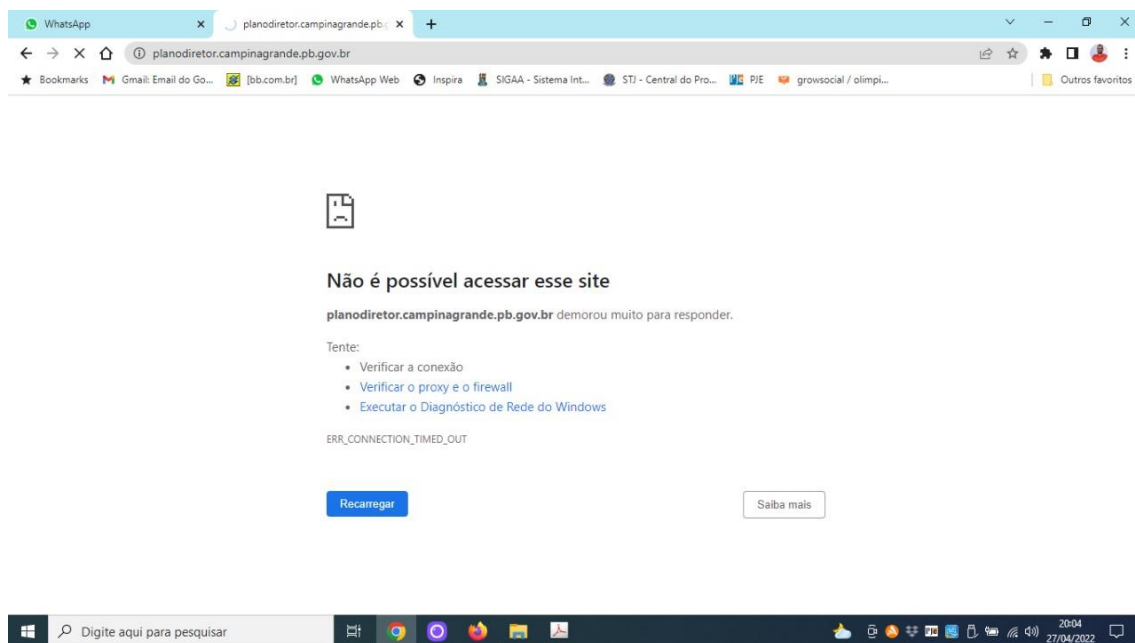 WhatsApp
planodiretor.campinagrande.pb.g
planodiretor.campinagrande.pb.gov.br
Bookmarks Gmail: Email do Go... [bb.com.br] WhatsApp Web Inspira SIGAA - Sistema Int... STJ - Central do Pro... PJE growsocial / olimpi... Outros favoritos
Não é possível acessar esse site
planodiretor.campinagrande.pb.gov.br demorou muito para responder.
Tente:
• Verificar a conexão
• Verificar o proxy e o firewall
• Executar o Diagnóstico de Rede do Windows
ERR_CONNECTION_TIMED_OUT
Recarregar Saiba mais
Digite aqui para pesquisar
20:04
27/04/2022